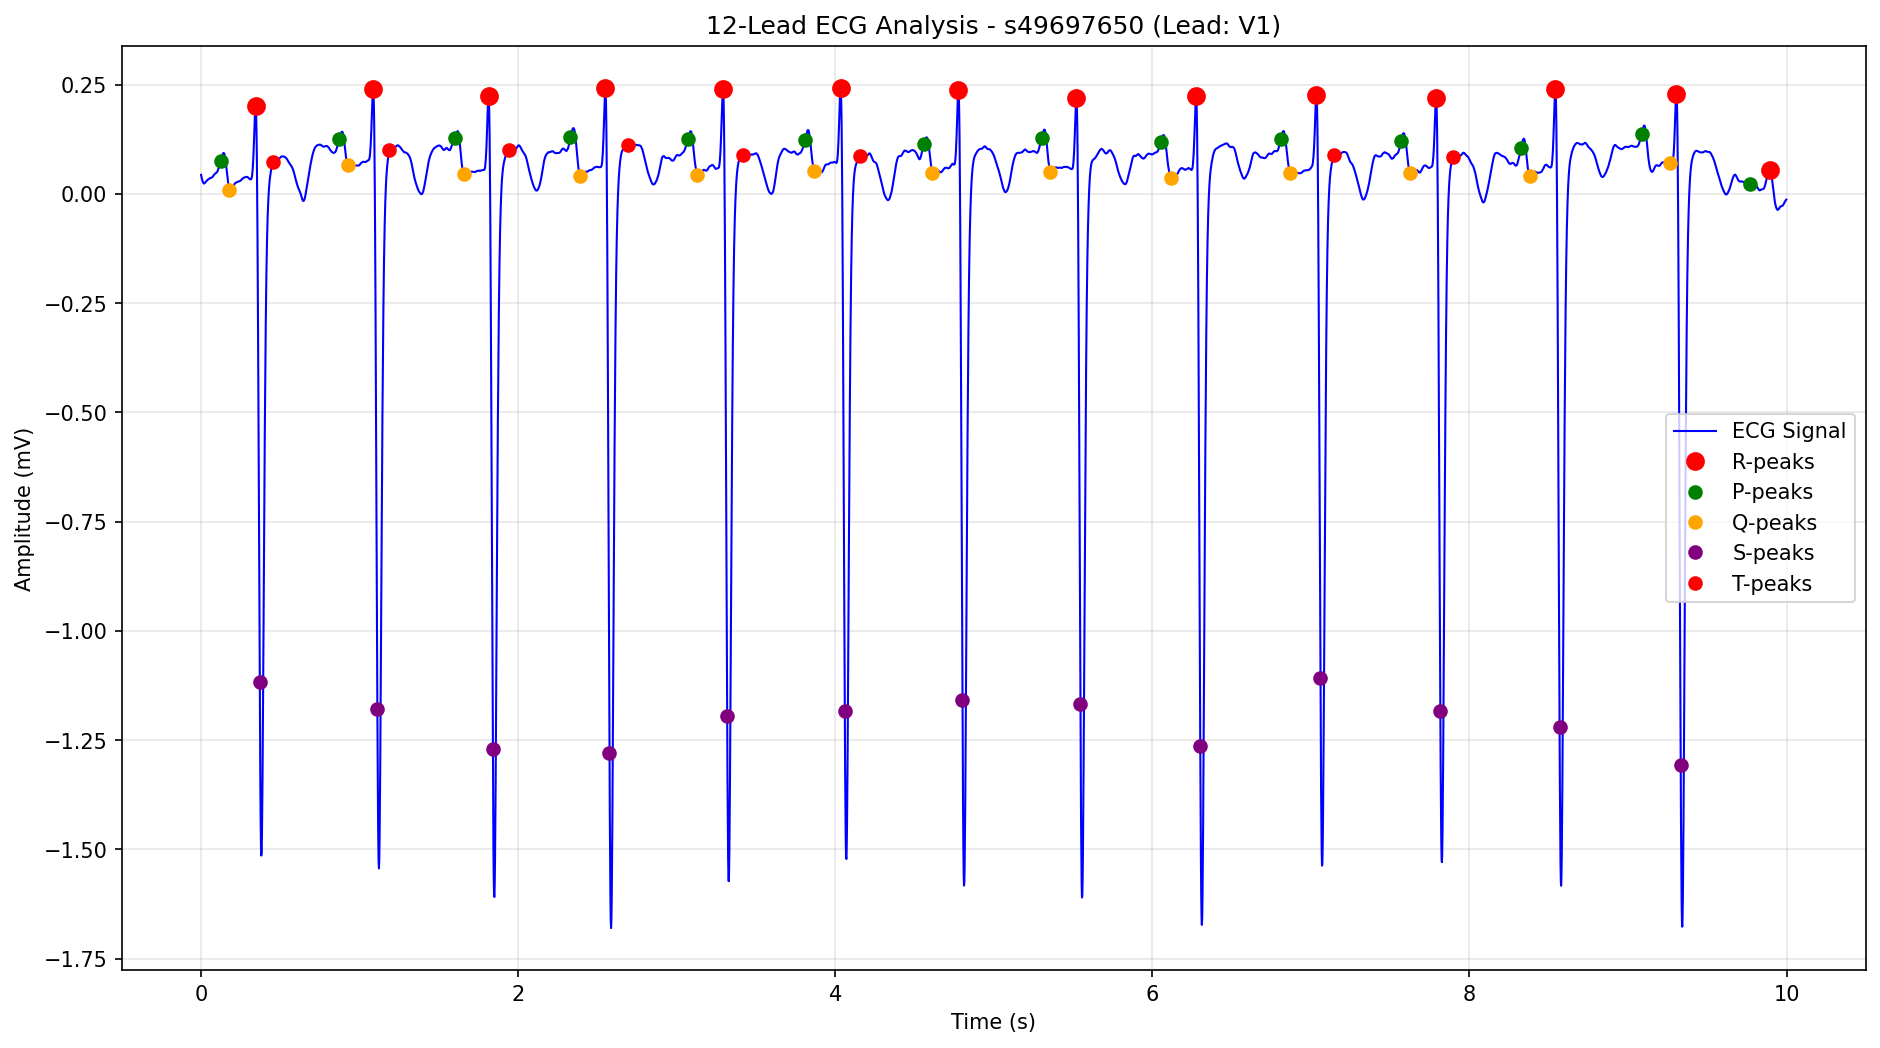 12-Lead ECG Analysis - s49697650 (Lead: V1)
Amplitude (mV)
0.25
0.00
−0.25
−0.50
−0.75
−1.00
−1.25
−1.50
−1.75
ECG Signal
R-peaks
P-peaks
Q-peaks
S-peaks
T-peaks
0 2 4 6 8 10
Time (s)